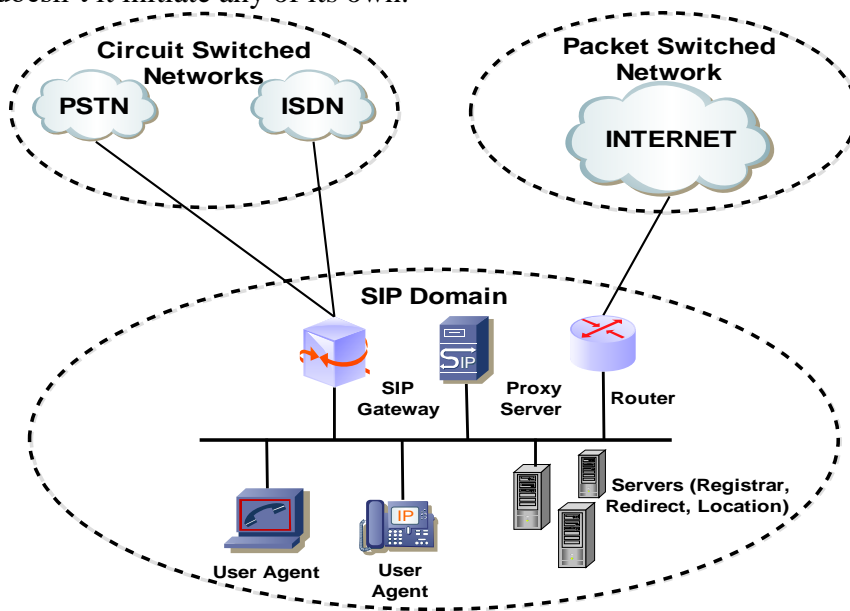 doesn't it initiate any of its own.
Circuit Switched
Networks
PSTN
ISDN
Packet Switched
Network
INTERNET
SIP Domain
SIP
SIP
Gateway
Proxy
Server
Router
IP
Servers (Registrar,
Redirect, Location)
User Agent
User
Agent